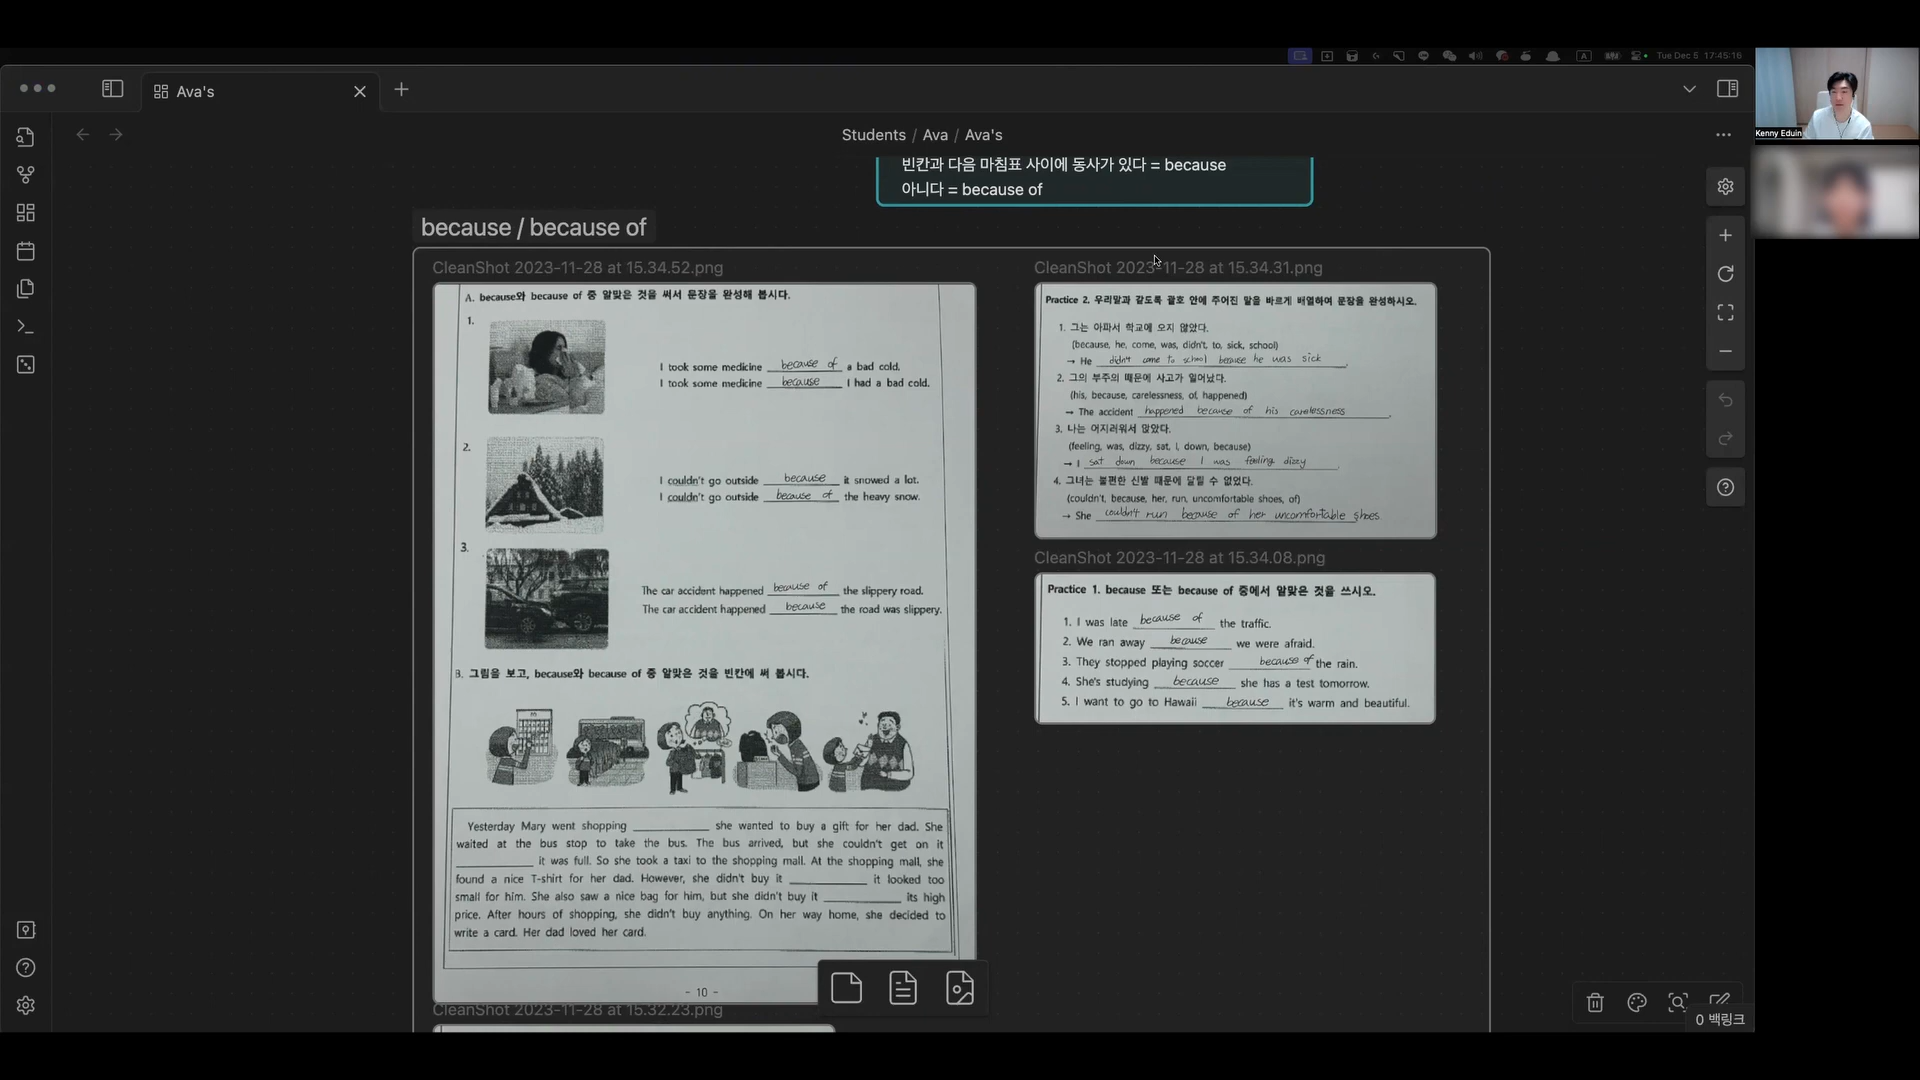 Tue Dec 5 17:45:16
Ava's
Kenny Eduin
Students / Ava / Ava's
빈칸과 다음 마침표 사이에 동사가 있다 = because
아니다 = because of
because / because of
CleanShot 2023-11-28 at 15.34.52.png
A. because와 because of 중 알맞은 것을 써서 문장을 완성해 봅시다.
1.
I took some medicine because of a bad cold.
I took some medicine because I had a bad cold.
2.
I couldn't go outside because it snowed a lot.
I couldn't go outside because of the heavy snow.
3.
The car accident happened because of the slippery road.
The car accident happened because the road was slippery.
B. 그림을 보고, because와 because of 중 알맞은 것을 빈칸에 써 봅시다.
Yesterday Mary went shopping __________ she wanted to buy a gift for her dad. She
waited at the bus stop to take the bus. The bus arrived, but she couldn't get on it
__________ it was full. So she took a taxi to the shopping mall. At the shopping mall, she
found a nice T-shirt for her dad. However, she didn't buy it __________ it looked too
small for him. She also saw a nice bag for him, but she didn't buy it __________ its high
price. After hours of shopping, she didn't buy anything. On her way home, she decided to
write a card. Her dad loved her card.
- 10 -
CleanShot 2023-11-28 at 15.32.23.png
CleanShot 2023-11-28 at 15.34.31.png
Practice 2. 우리말과 같도록 괄호 안에 주어진 말을 바르게 배열하여 문장을 완성하시오.
1. 그는 아파서 학교에 오지 않았다.
(because, he, come, was, didn't, to, sick, school)
→ He didn't come to school because he was sick.
2. 그의 부주의 때문에 사고가 일어났다.
(his, because, carelessness, of, happened)
→ The accident happened because of his carelessness.
3. 나는 어지러워서 앉았다.
(feeling, was, dizzy, sat, I, down, because)
→ I sat down because I was feeling dizzy.
4. 그녀는 불편한 신발 때문에 달릴 수 없었다.
(couldn't, because, her, run, uncomfortable shoes, of)
→ She couldn't run because of her uncomfortable shoes.
CleanShot 2023-11-28 at 15.34.08.png
Practice 1. because 또는 because of 중에서 알맞은 것을 쓰시오.
1. I was late because of the traffic.
2. We ran away because we were afraid.
3. They stopped playing soccer because of the rain.
4. She's studying because she has a test tomorrow.
5. I want to go to Hawaii because it's warm and beautiful.
0 백링크